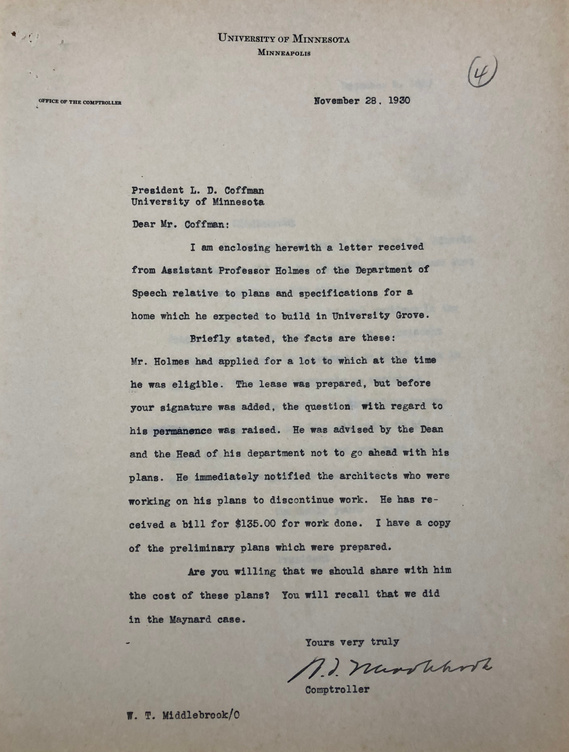 UNIVERSITY OF MINNESOTA
MINNEAPOLIS
4
OFFICE OF THE COMPTROLLER
November 28, 1930
President L. D. Coffman
University of Minnesota
Dear Mr. Coffman:
I am enclosing herewith a letter received
from Assistant Professor Holmes of the Department of
Speech relative to plans and specifications for a
home which he expected to build in University Grove.
Briefly stated, the facts are these:
Mr. Holmes had applied for a lot to which at the time
he was eligible. The lease was prepared, but before
your signature was added, the question with regard to
his permanence was raised. He was advised by the Dean
and the Head of his department not to go ahead with his
plans. He immediately notified the architects who were
working on his plans to discontinue work. He has re-
ceived a bill for $135.00 for work done. I have a copy
of the preliminary plans which were prepared.
Are you willing that we should share with him
the cost of these plans? You will recall that we did
in the Maynard case.
Yours very truly
W. T. Middlebrook
Comptroller
W. T. Middlebrook/O